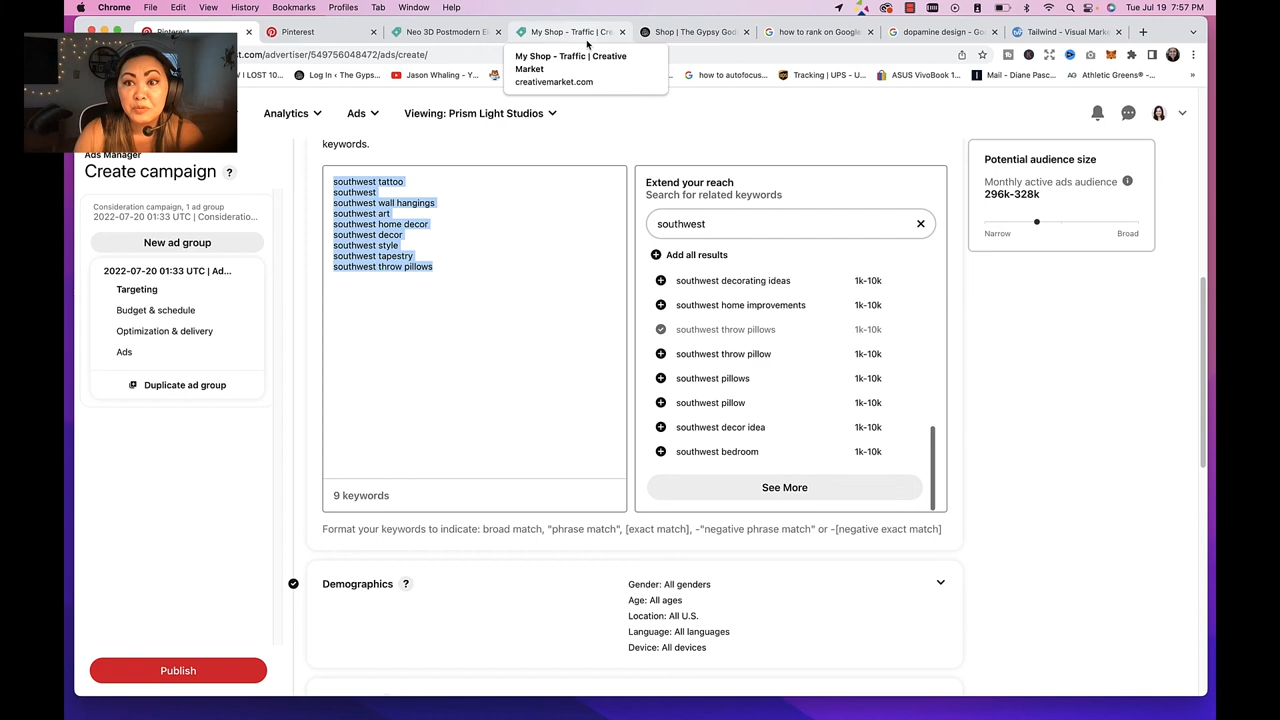 Chrome File Edit View History Bookmarks Profiles Tab Window Help Tue Jul 19 7:57 PM
Pinterest Pinterest Neo 3D Postmodern E My Shop - Traffic | Cre Shop | The Gypsy God how to rank on Google dopamine design - Go Tailwind - Visual Mark
st.com/advertiser/549756048472/ads/create/
My Shop - Traffic | Creative
Market
creativemarket.com
LOST 10... Log In ‹ The Gyps... Jason Whaling - Y... how to autofocus... Tracking | UPS - U... ASUS VivoBook 1... Mail - Diane Pasc... Athletic Greens® -...
Analytics Ads Viewing: Prism Light Studios
Ads Manager
Create campaign ?
Consideration campaign, 1 ad group
2022-07-20 01:33 UTC | Consideratio...
New ad group
2022-07-20 01:33 UTC | Ad...
Targeting
Budget & schedule
Optimization & delivery
Ads
Duplicate ad group
Publish
keywords.
southwest tattoo
southwest
southwest wall hangings
southwest art
southwest home decor
southwest decor
southwest style
southwest tapestry
southwest throw pillows
9 keywords
Extend your reach
Search for related keywords
southwest
Add all results
southwest decorating ideas 1k-10k
southwest home improvements 1k-10k
southwest throw pillows 1k-10k
southwest throw pillow 1k-10k
southwest pillows 1k-10k
southwest pillow 1k-10k
southwest decor idea 1k-10k
southwest bedroom 1k-10k
See More
Format your keywords to indicate: broad match, "phrase match", [exact match], -"negative phrase match" or -[negative exact match]
Demographics ?
Gender: All genders
Age: All ages
Location: All U.S.
Language: All languages
Device: All devices
Potential audience size
Monthly active ads audience
296k-328k
Narrow Broad